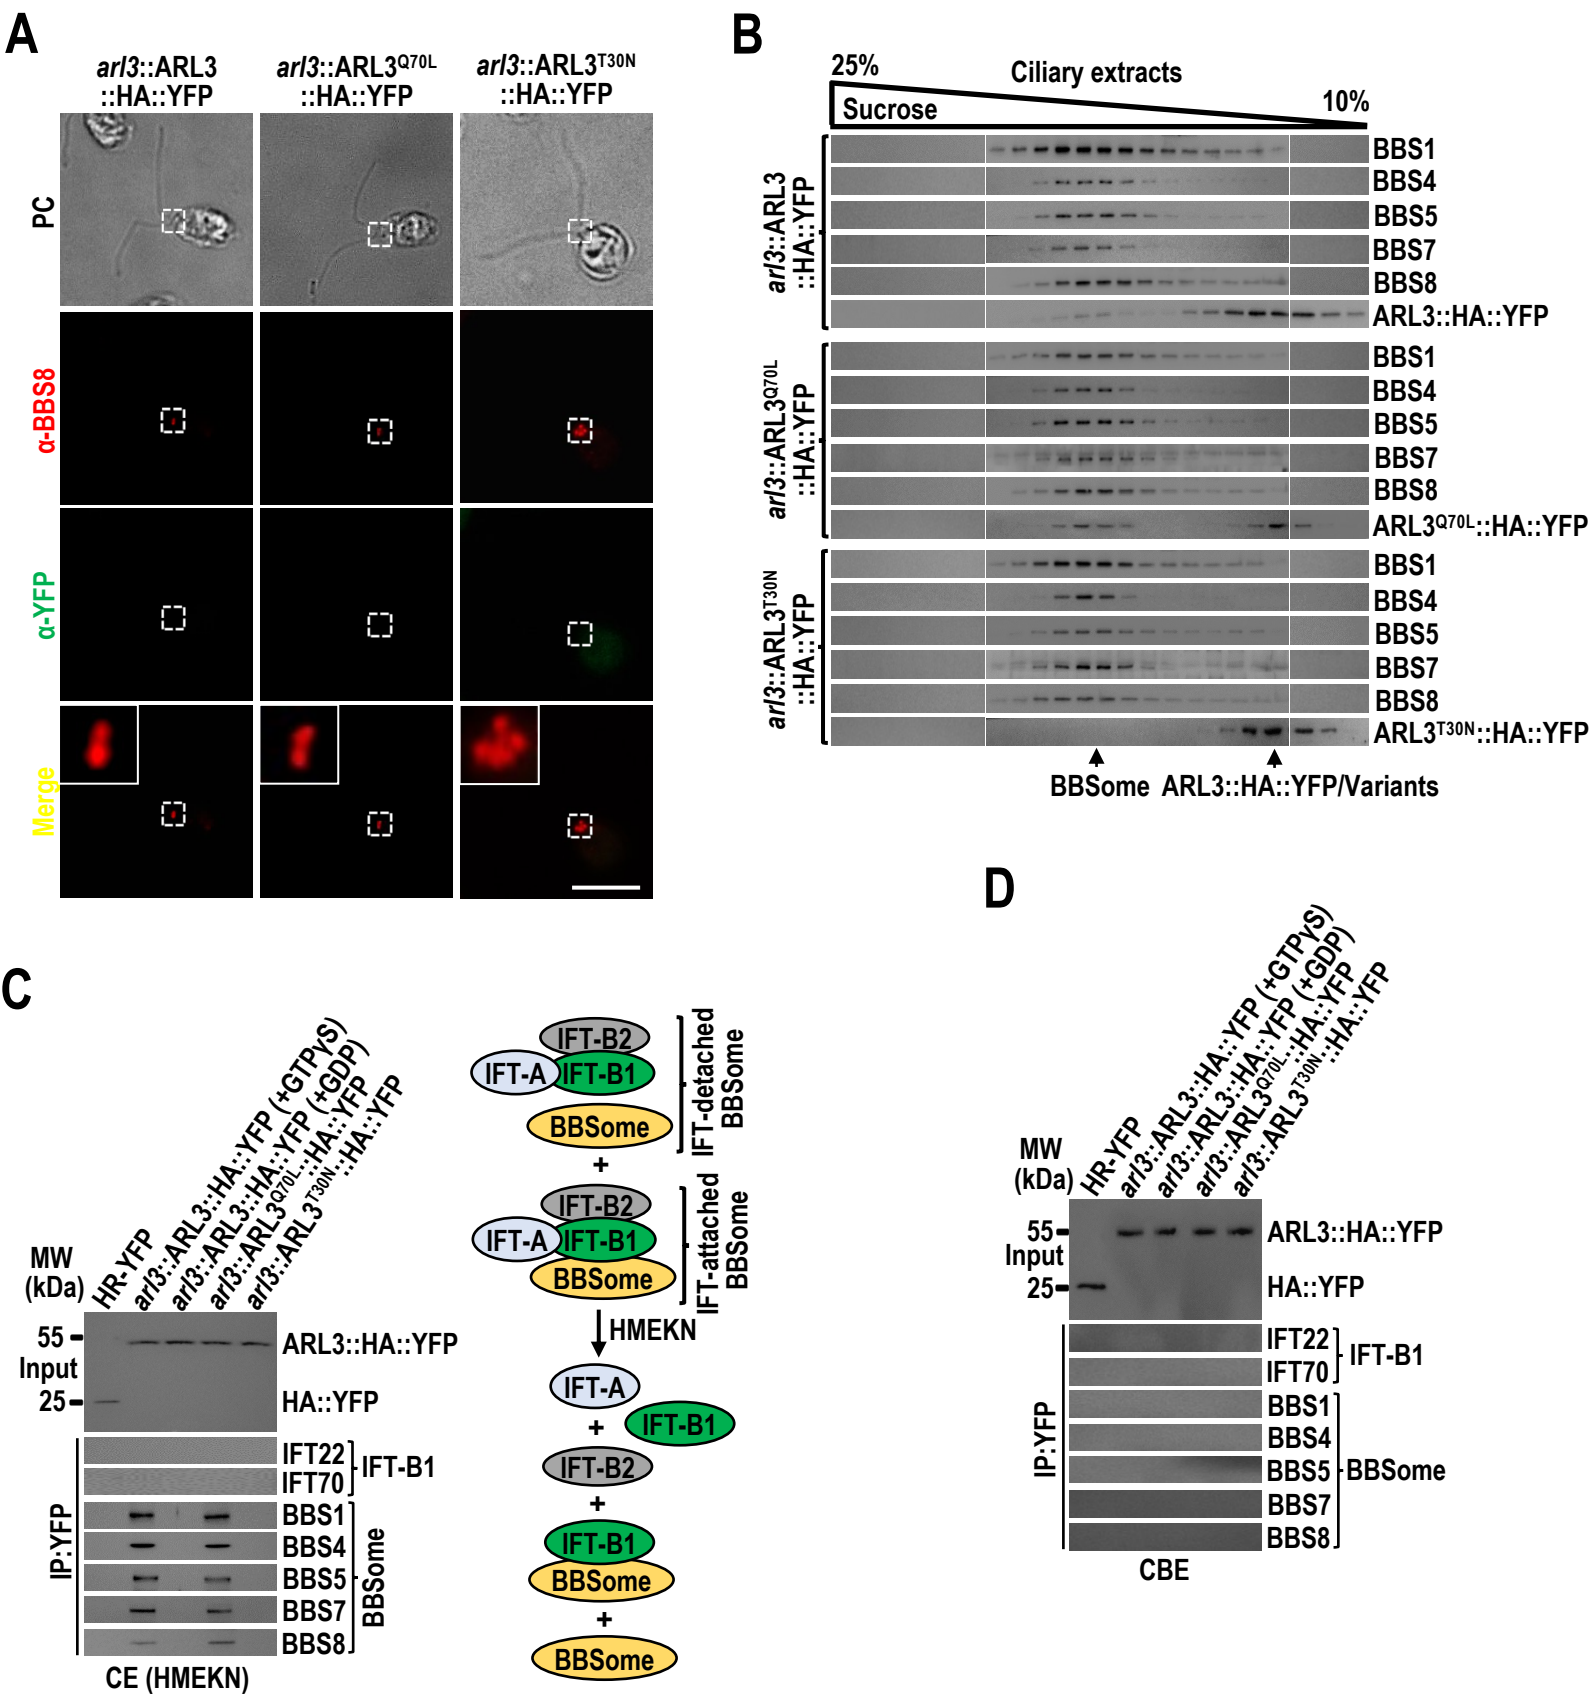 A
arl3::ARL3
::HA::YFP
arl3::ARL3Q70L
::HA::YFP
arl3::ARL3T30N
::HA::YFP
PC
α-BBS8
α-YFP
Merge
B
25%
Ciliary extracts
10%
Sucrose
arl3::ARL3
::HA::YFP
BBS1
BBS4
BBS5
BBS7
BBS8
ARL3::HA::YFP
arl3::ARL3Q70L
::HA::YFP
BBS1
BBS4
BBS5
BBS7
BBS8
ARL3Q70L::HA::YFP
arl3::ARL3T30N
::HA::YFP
BBS1
BBS4
BBS5
BBS7
BBS8
ARL3T30N::HA::YFP
BBSome
ARL3::HA::YFP/Variants
C
MW
(kDa)
HR-YFP
arl3::ARL3::HA::YFP (+GTPγS)
arl3::ARL3::HA::YFP (+GDP)
arl3::ARL3Q70L::HA::YFP
arl3::ARL3T30N::HA::YFP
55
Input
25
ARL3::HA::YFP
HA::YFP
IP:YFP
IFT22
IFT70
IFT-B1
BBS1
BBS4
BBS5
BBS7
BBS8
BBSome
CE (HMEKN)
IFT-B2
IFT-A
IFT-B1
BBSome
IFT-detached
BBSome
+
IFT-B2
IFT-A
IFT-B1
BBSome
IFT-attached
BBSome
HMEKN
IFT-A
+
IFT-B1
IFT-B2
+
IFT-B1
BBSome
+
BBSome
D
MW
(kDa)
HR-YFP
arl3::ARL3::HA::YFP (+GTPγS)
arl3::ARL3::HA::YFP (+GDP)
arl3::ARL3Q70L::HA::YFP
arl3::ARL3T30N::HA::YFP
55
Input
25
ARL3::HA::YFP
HA::YFP
IP:YFP
IFT22
IFT70
IFT-B1
BBS1
BBS4
BBS5
BBS7
BBS8
BBSome
CBE